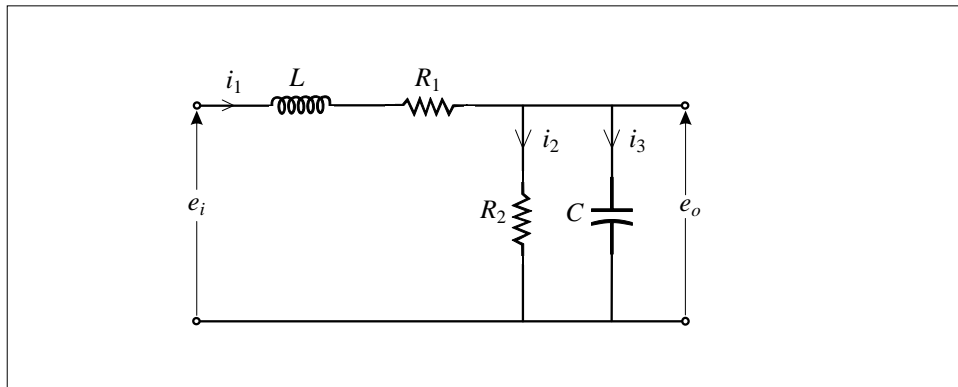 i₁ L R₁
i₂ i₃
eᵢ R₂ C eₒ